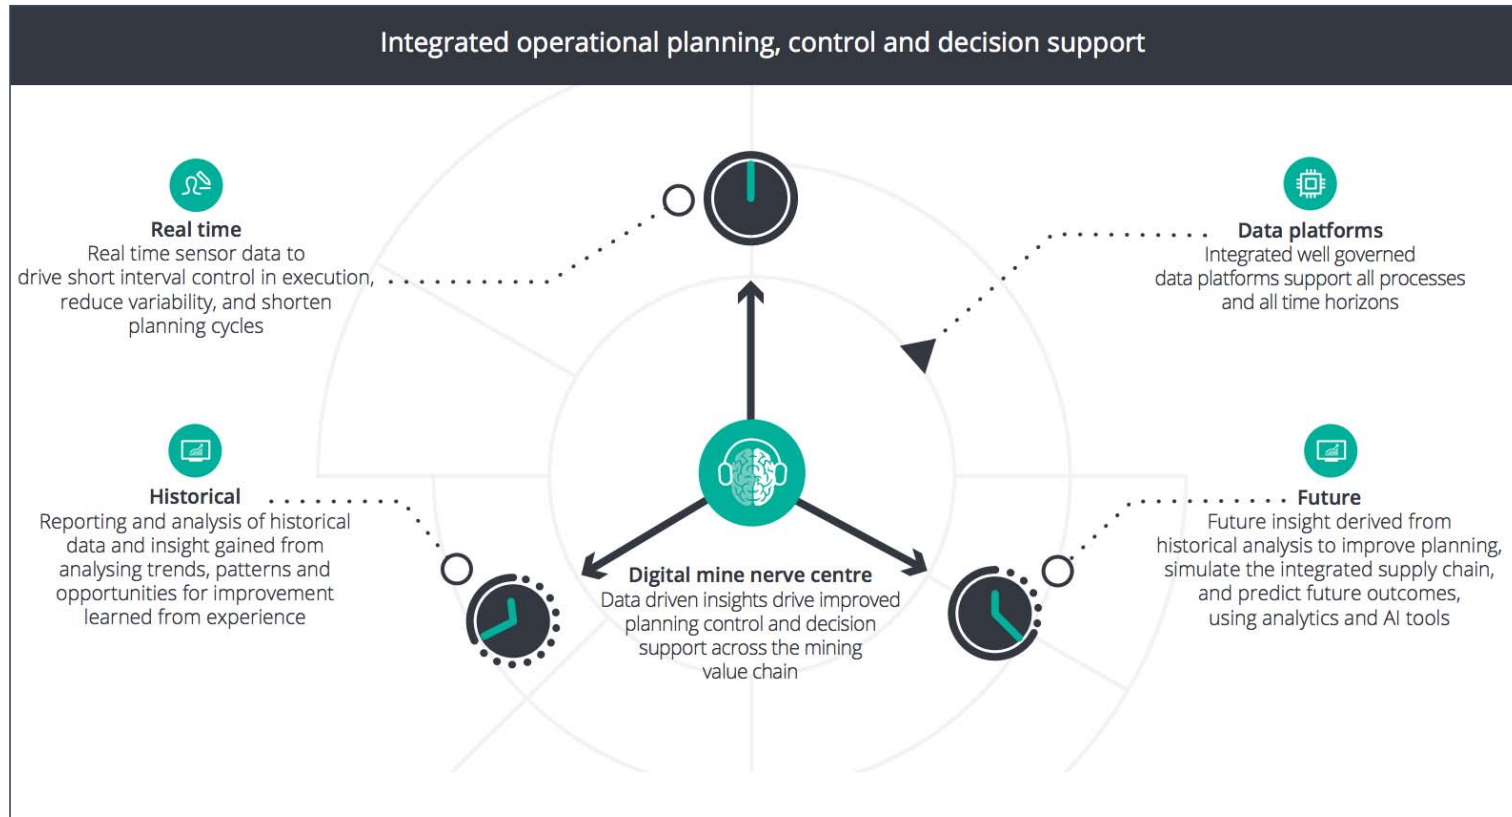 Integrated operational planning, control and decision support
Real time
Real time sensor data to
drive short interval control in execution,
reduce variability, and shorten
planning cycles
Data platforms
Integrated well governed
data platforms support all processes
and all time horizons
Historical
Reporting and analysis of historical
data and insight gained from
analysing trends, patterns and
opportunities for improvement
learned from experience
Digital mine nerve centre
Data driven insights drive improved
planning control and decision
support across the mining
value chain
Future
Future insight derived from
historical analysis to improve planning,
simulate the integrated supply chain,
and predict future outcomes,
using analytics and AI tools